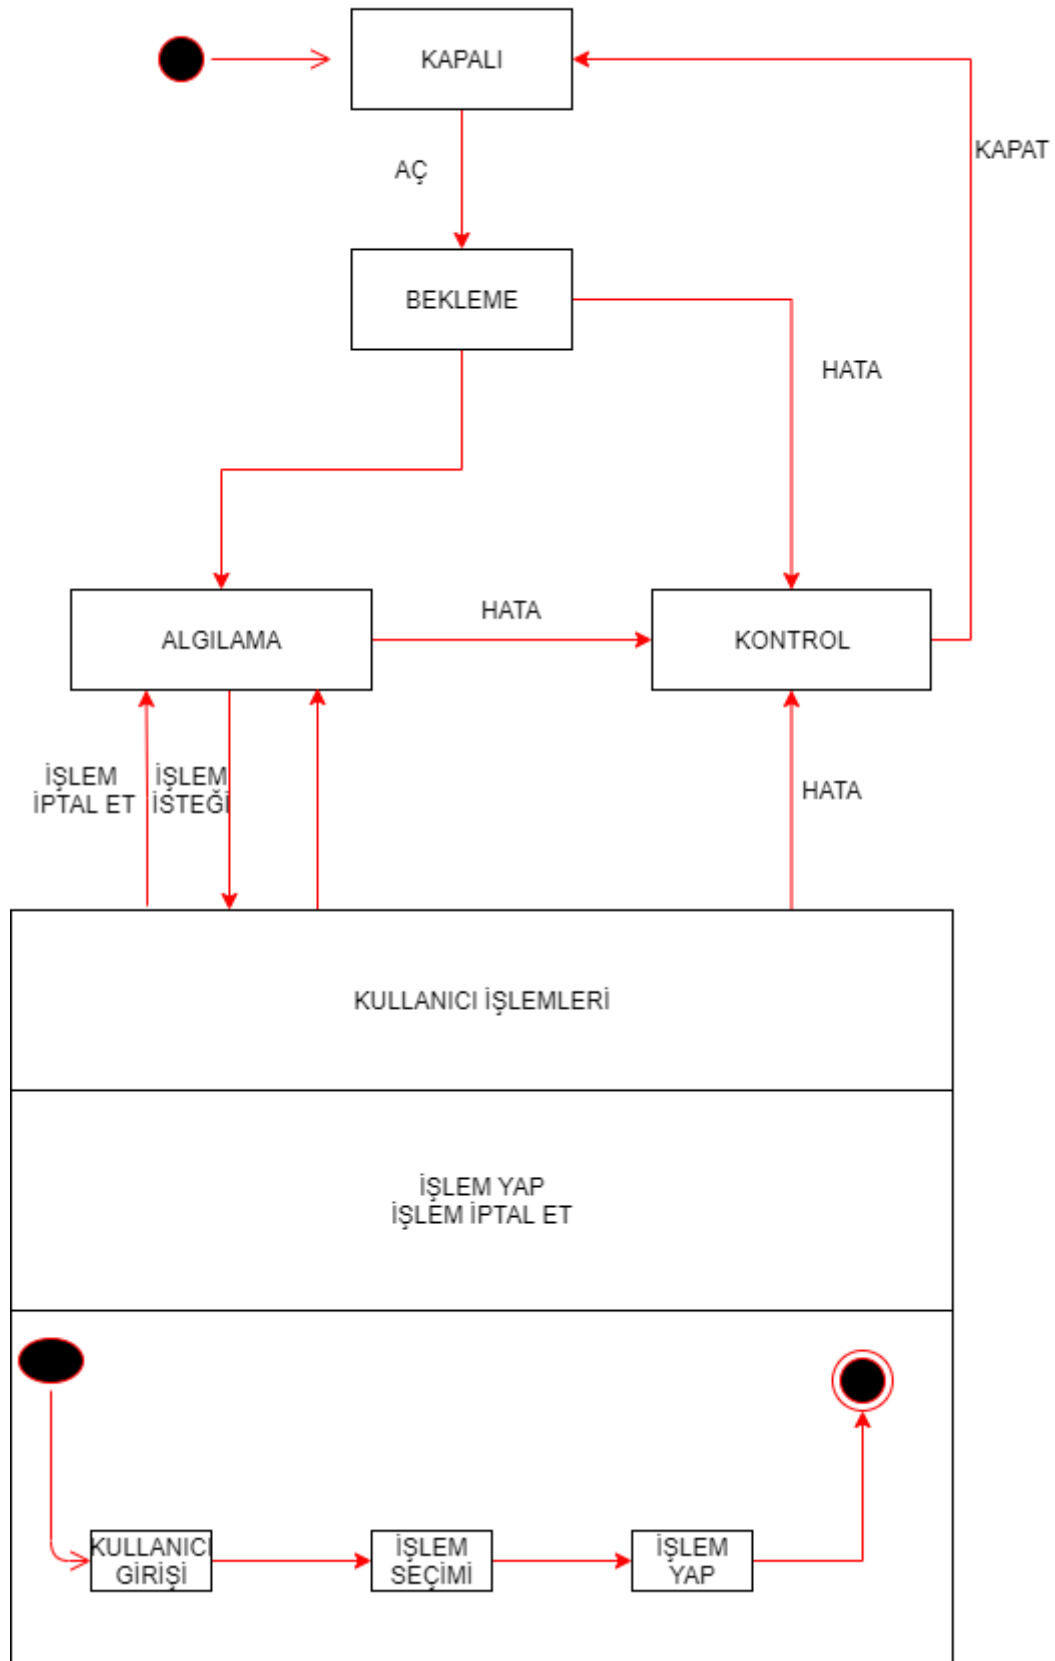 KAPALI
KAPAT
AÇ
BEKLEME
HATA
HATA
ALGILAMA
KONTROL
İŞLEM
İPTAL ET
İŞLEM
İSTEĞİ
HATA
KULLANICI İŞLEMLERİ
İŞLEM YAP
İŞLEM İPTAL ET
KULLANICI
GİRİŞİ
İŞLEM
SEÇİMİ
İŞLEM
YAP